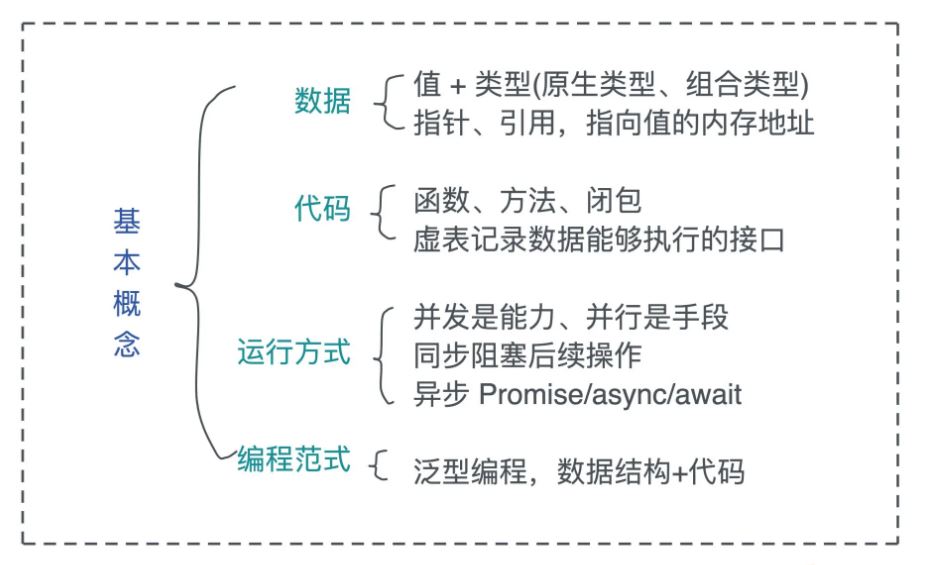 基本概念
数据
值 + 类型(原生类型、组合类型)
指针、引用，指向值的内存地址
代码
函数、方法、闭包
虚表记录数据能够执行的接口
运行方式
并发是能力、并行是手段
同步阻塞后续操作
异步 Promise/async/await
编程范式
泛型编程，数据结构+代码